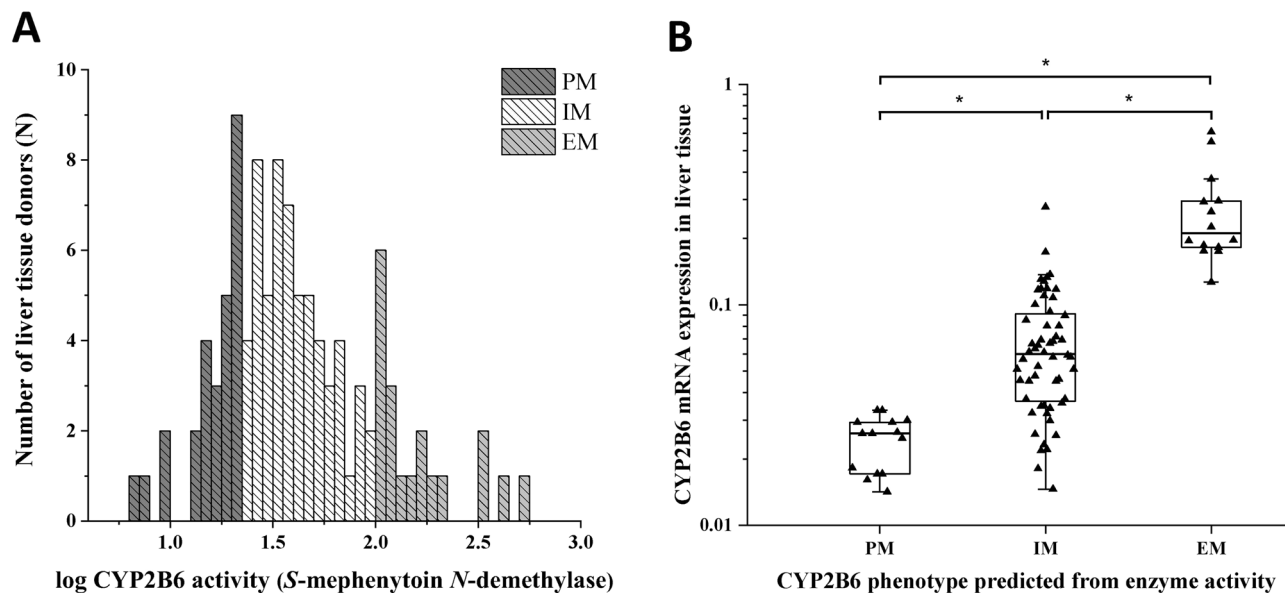 A
10
8
6
4
2
0
Number of liver tissue donors (N)
PM
IM
EM
1.0 1.5 2.0 2.5 3.0
log CYP2B6 activity (S-mephenytoin N-demethylase)
B
1
0.1
0.01
CYP2B6 mRNA expression in liver tissue
*
* *
PM IM EM
CYP2B6 phenotype predicted from enzyme activity